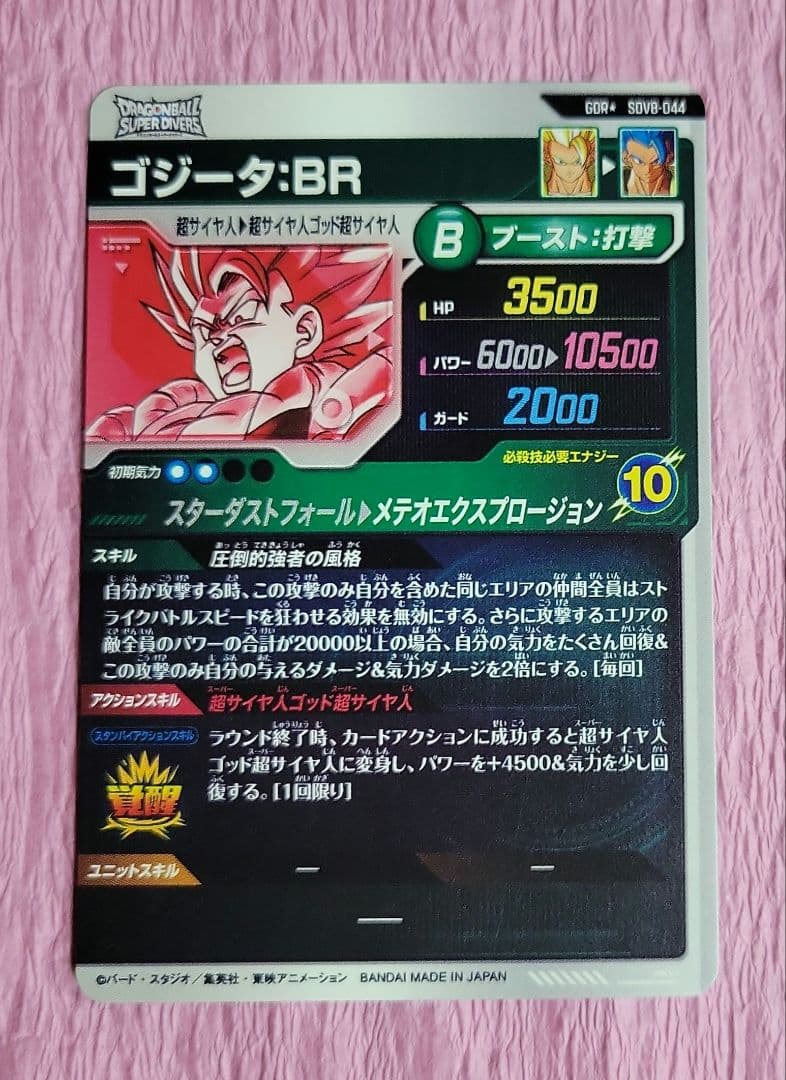 DRAGONBALL
SUPER DIVERS
GDR★ SDV8-044
ゴジータ:BR
超サイヤ人▶超サイヤ人ゴッド超サイヤ人
B ブースト:打撃
HP 3500
パワー 6000▶10500
ガード 2000
初期気力
必殺技必要エナジー
10
スターダストフォール▶メテオエクスプロージョン
スキル 圧倒的強者の風格
自分が攻撃する時、この攻撃のみ自分を含めた同じエリアの仲間全員はスト
ライクバトルスピードを狂わせる効果を無効にする。さらに攻撃するエリアの
敵全員のパワーの合計が20000以上の場合、自分の気力をたくさん回復&
この攻撃のみ自分の与えるダメージ&気力ダメージを2倍にする。[毎回]
アクションスキル 超サイヤ人ゴッド超サイヤ人
スタンバイアクションスキル
覚醒
ラウンド終了時、カードアクションに成功すると超サイヤ人
ゴッド超サイヤ人に変身し、パワーを+4500&気力を少し回
復する。[1回限り]
ユニットスキル ー ー
ー
©バード・スタジオ/集英社・東映アニメーション BANDAI MADE IN JAPAN